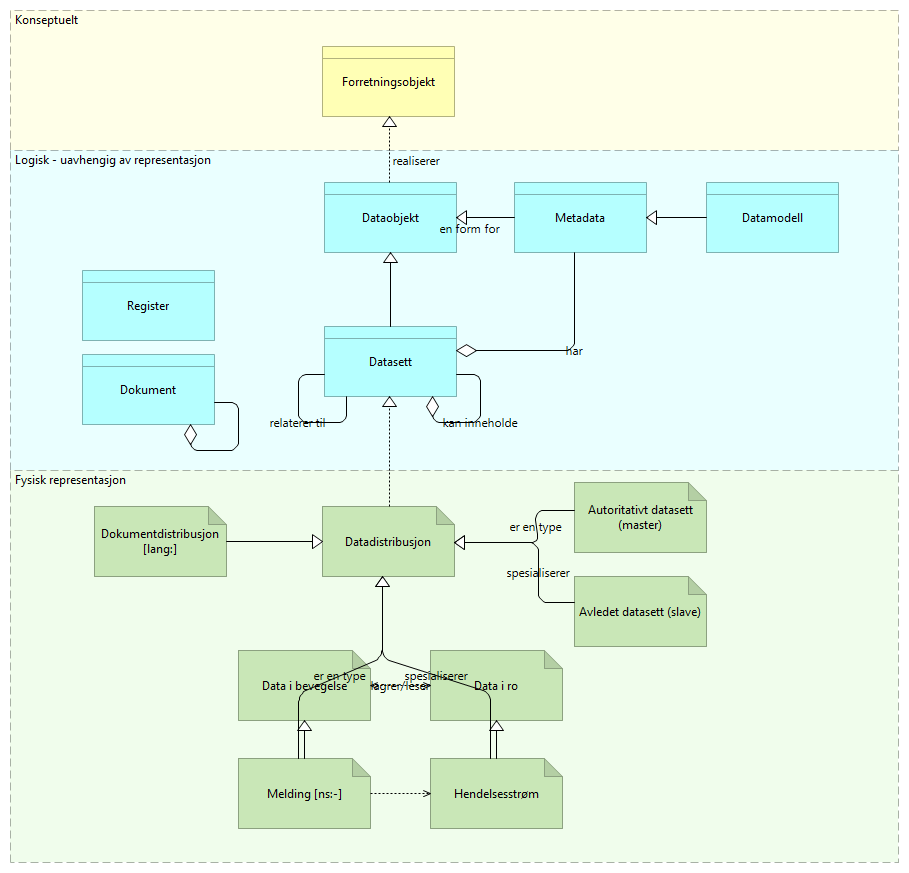 Konseptuelt
Forretningsobjekt
Logisk - uavhengig av representasjon
realiserer
Dataobjekt
Metadata
Datamodell
en form for
Register
Datasett
har
Dokument
relaterer til
kan inneholde
Fysisk representasjon
Dokumentdistribusjon
[lang:]
Datadistribusjon
Autoritativt datasett
(master)
er en type
spesialiserer
Avledet datasett (slave)
er en type
spesialiserer
Data i bevegelse
lagrer/leser
Data i ro
Melding [ns:-]
Hendelsesstrøm